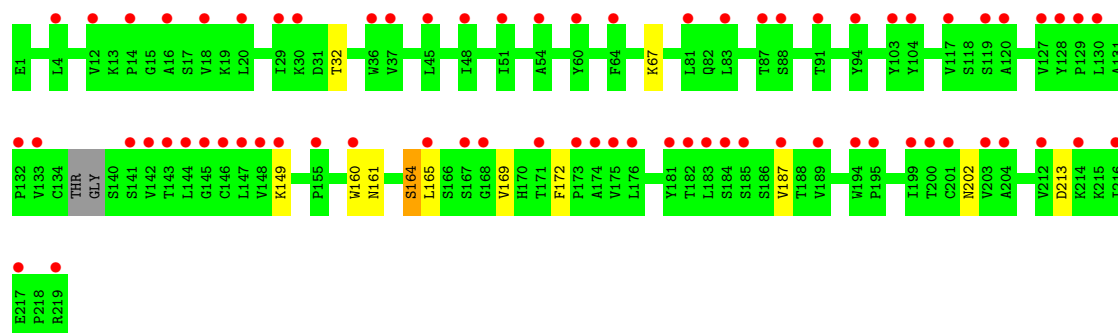 E1 L4 V12 K13 P14 G15 A16 S17 V18 K19 L20 I29 K30 D31 T32 W36 V37 L45 I48 I51 A54 Y60 F64 K67 L81 Q82 L83 T87 S88 T91 Y94 Y103 Y104 V117 S118 S119 A120 V127 Y128 P129 L130 A131
P132 V133 C134 THR GLY S140 S141 V142 T143 L144 G145 C146 L147 V148 K149 P155 W160 N161 S164 L165 S166 S167 G168 V169 H170 T171 F172 P173 A174 V175 L176 Y181 T182 L183 S184 S185 S186 V187 T188 V189 W194 P195 I199 T200 C201 N202 V203 A204 V212 D213 K214 K215 I216
E217 P218 R219